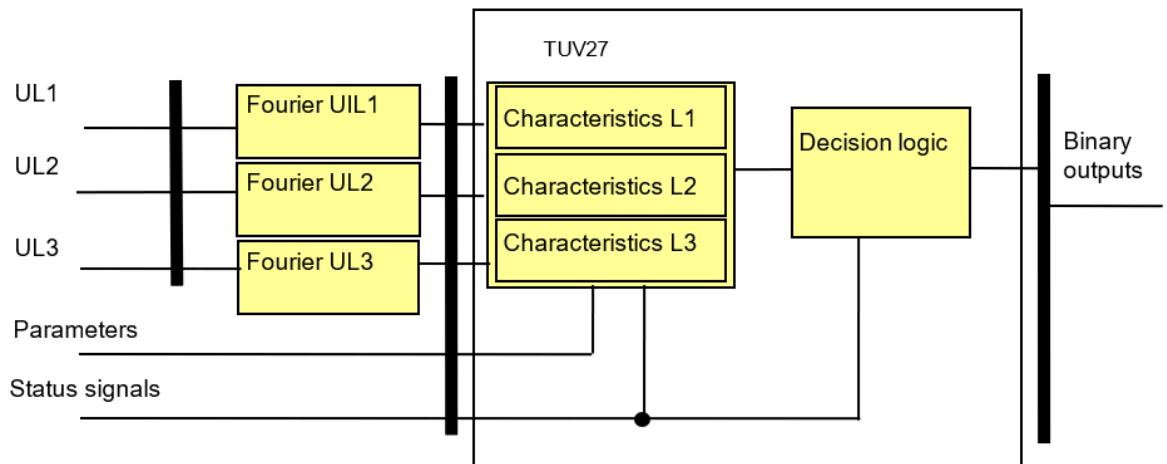 TUV27
UL1
Fourier UIL1
Characteristics L1
Decision logic
Binary
outputs
UL2
Fourier UL2
Characteristics L2
UL3
Fourier UL3
Characteristics L3
Parameters
Status signals